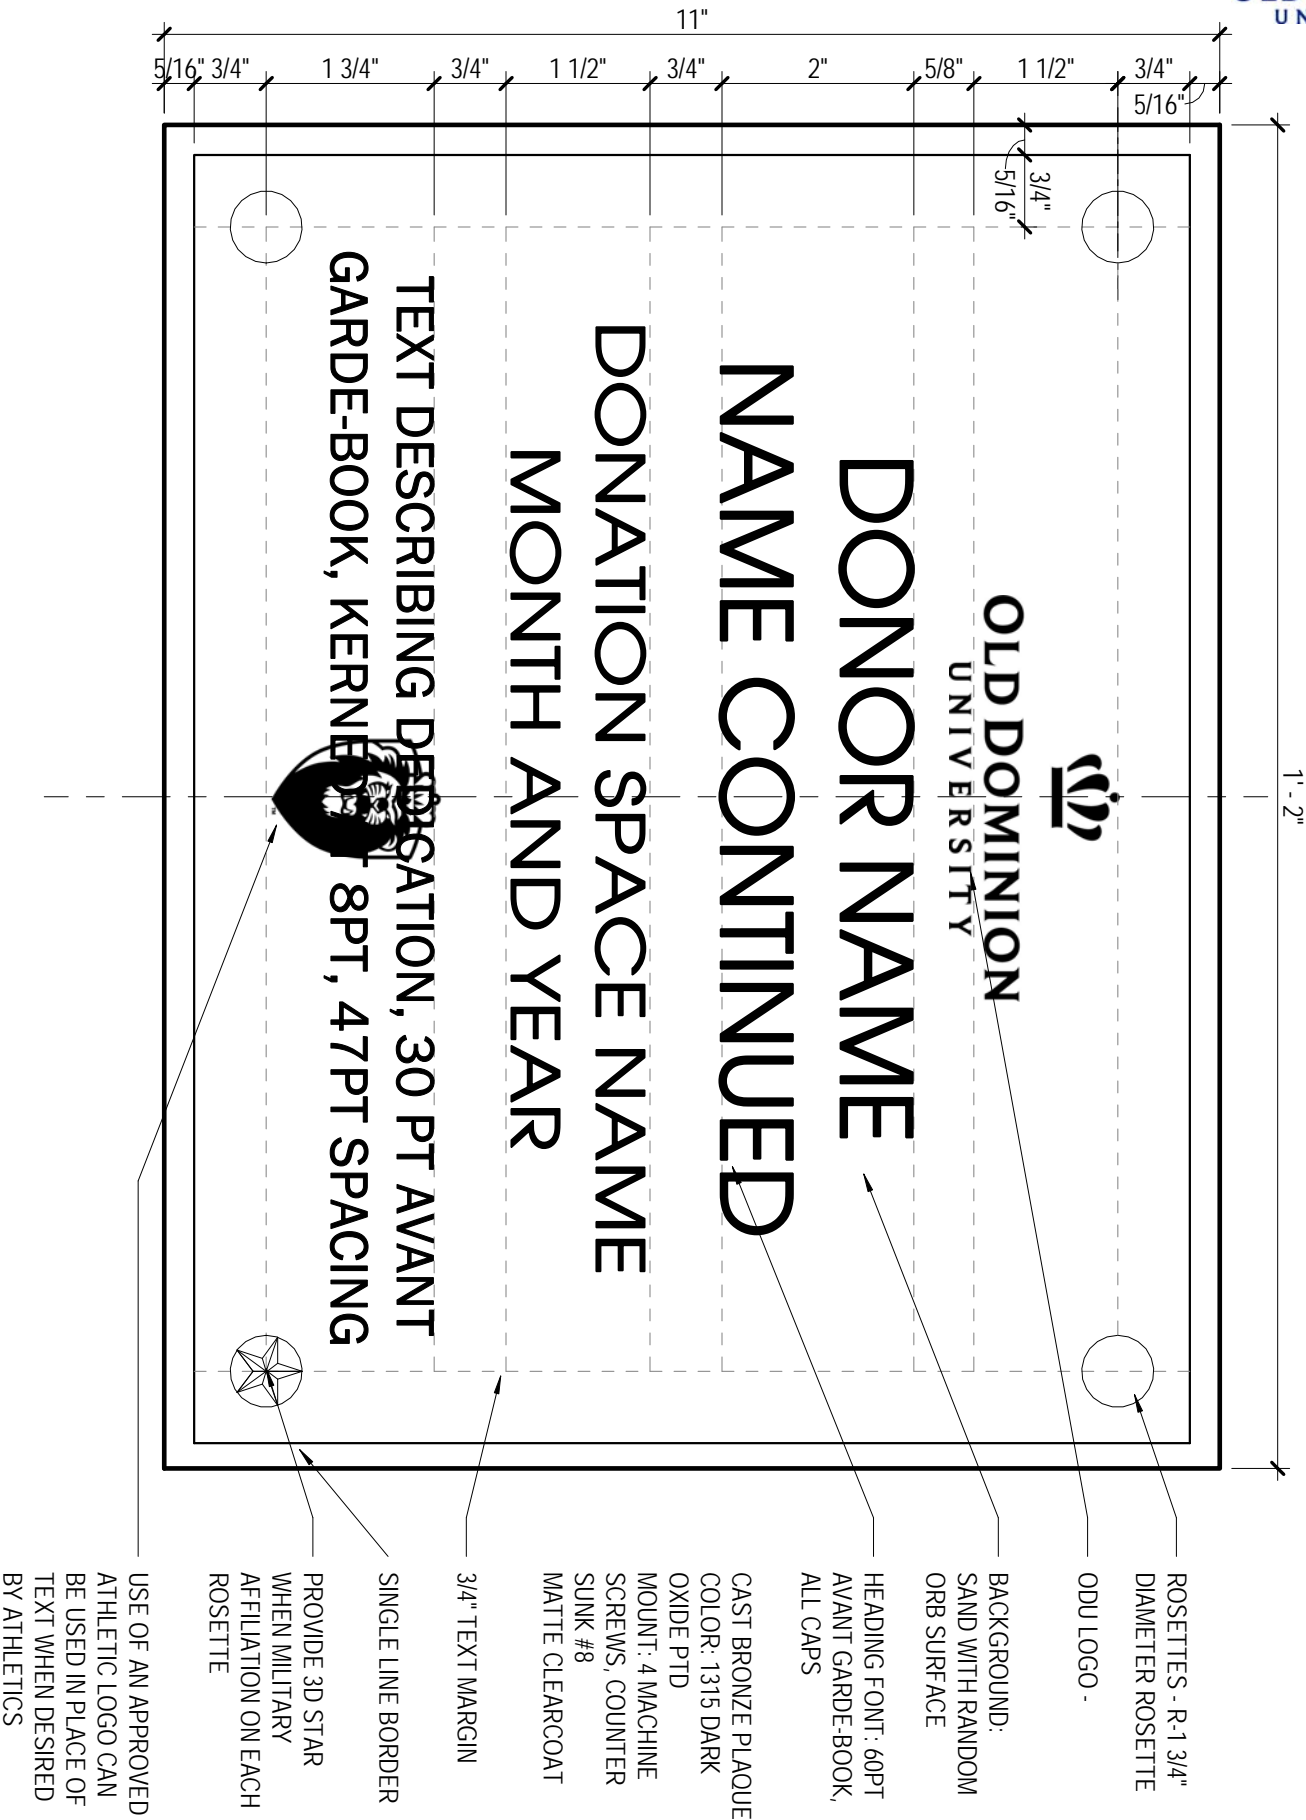 1' - 2"
11"
3/4"
5/16"
1 1/2"
5/8"
2"
3/4"
1 1/2"
3/4"
1 3/4"
3/4"
5/16"
3/4"
5/16"
OLD DOMINION
UNIVERSITY
DONOR NAME
NAME CONTINUED
DONATION SPACE NAME
MONTH AND YEAR
TEXT DESCRIBING DEDICATION, 30 PT AVANT
GARDE-BOOK, KERNED AT 8PT, 47PT SPACING
ROSETTES - R-1 3/4"
DIAMETER ROSETTE
ODU LOGO -
BACKGROUND:
SAND WITH RANDOM
ORB SURFACE
HEADING FONT: 60PT
AVANT GARDE-BOOK,
ALL CAPS
CAST BRONZE PLAQUE
COLOR: 1315 DARK
OXIDE PTD
MOUNT: 4 MACHINE
SCREWS, COUNTER
SUNK #8
MATTE CLEARCOAT
3/4" TEXT MARGIN
SINGLE LINE BORDER
PROVIDE 3D STAR
WHEN MILITARY
AFFILIATION ON EACH
ROSETTE
USE OF AN APPROVED
ATHLETIC LOGO CAN
BE USED IN PLACE OF
TEXT WHEN DESIRED
BY ATHLETICS